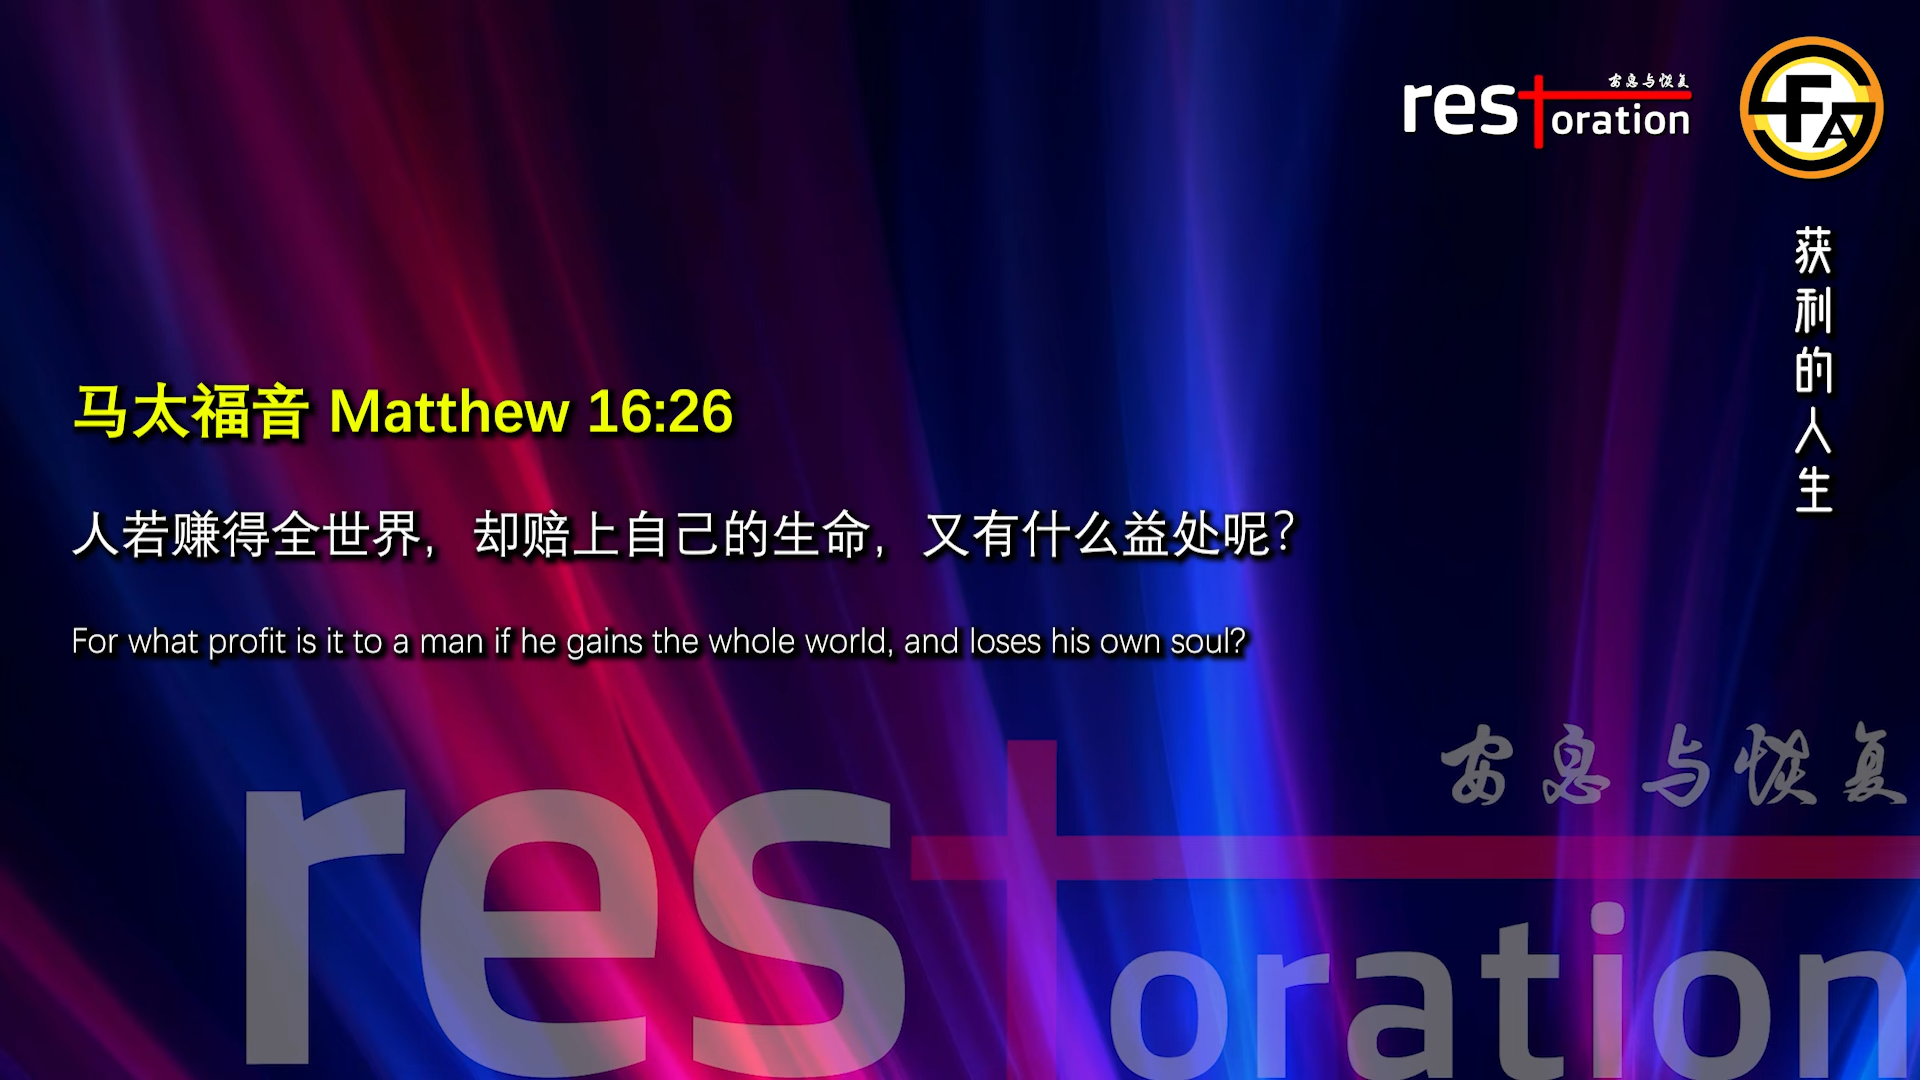 安息与恢复
restoration
FA
获利的人生
马太福音 Matthew 16:26
人若赚得全世界，却赔上自己的生命，又有什么益处呢？
For what profit is it to a man if he gains the whole world, and loses his own soul?
安息与恢复
restoration